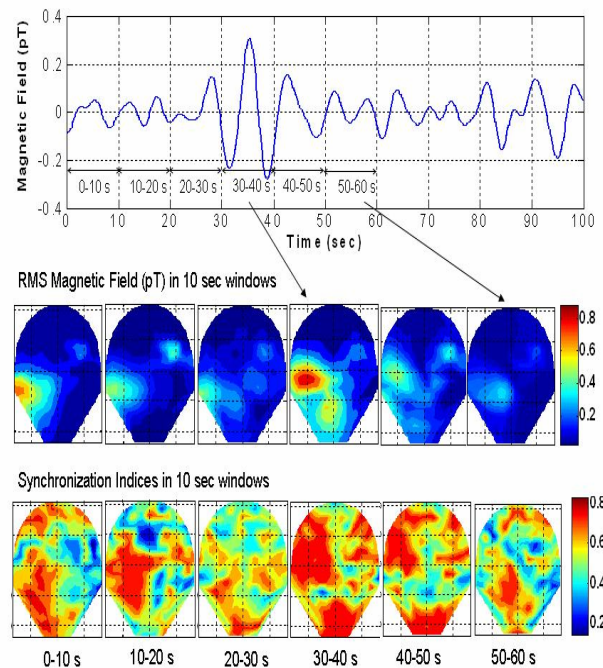 Magnetic Field (pT)
0.4
0.2
0
-0.2
-0.4
0-10 s 10-20 s 20-30 s 30-40 s 40-50 s 50-60 s
0 10 20 30 40 50 60 70 80 90 100
Time (sec)
RMS Magnetic Field (pT) in 10 sec windows
0.8
0.6
0.4
0.2
Synchronization Indices in 10 sec windows
0.8
0.6
0.4
0.2
0-10 s 10-20 s 20-30 s 30-40 s 40-50 s 50-60 s